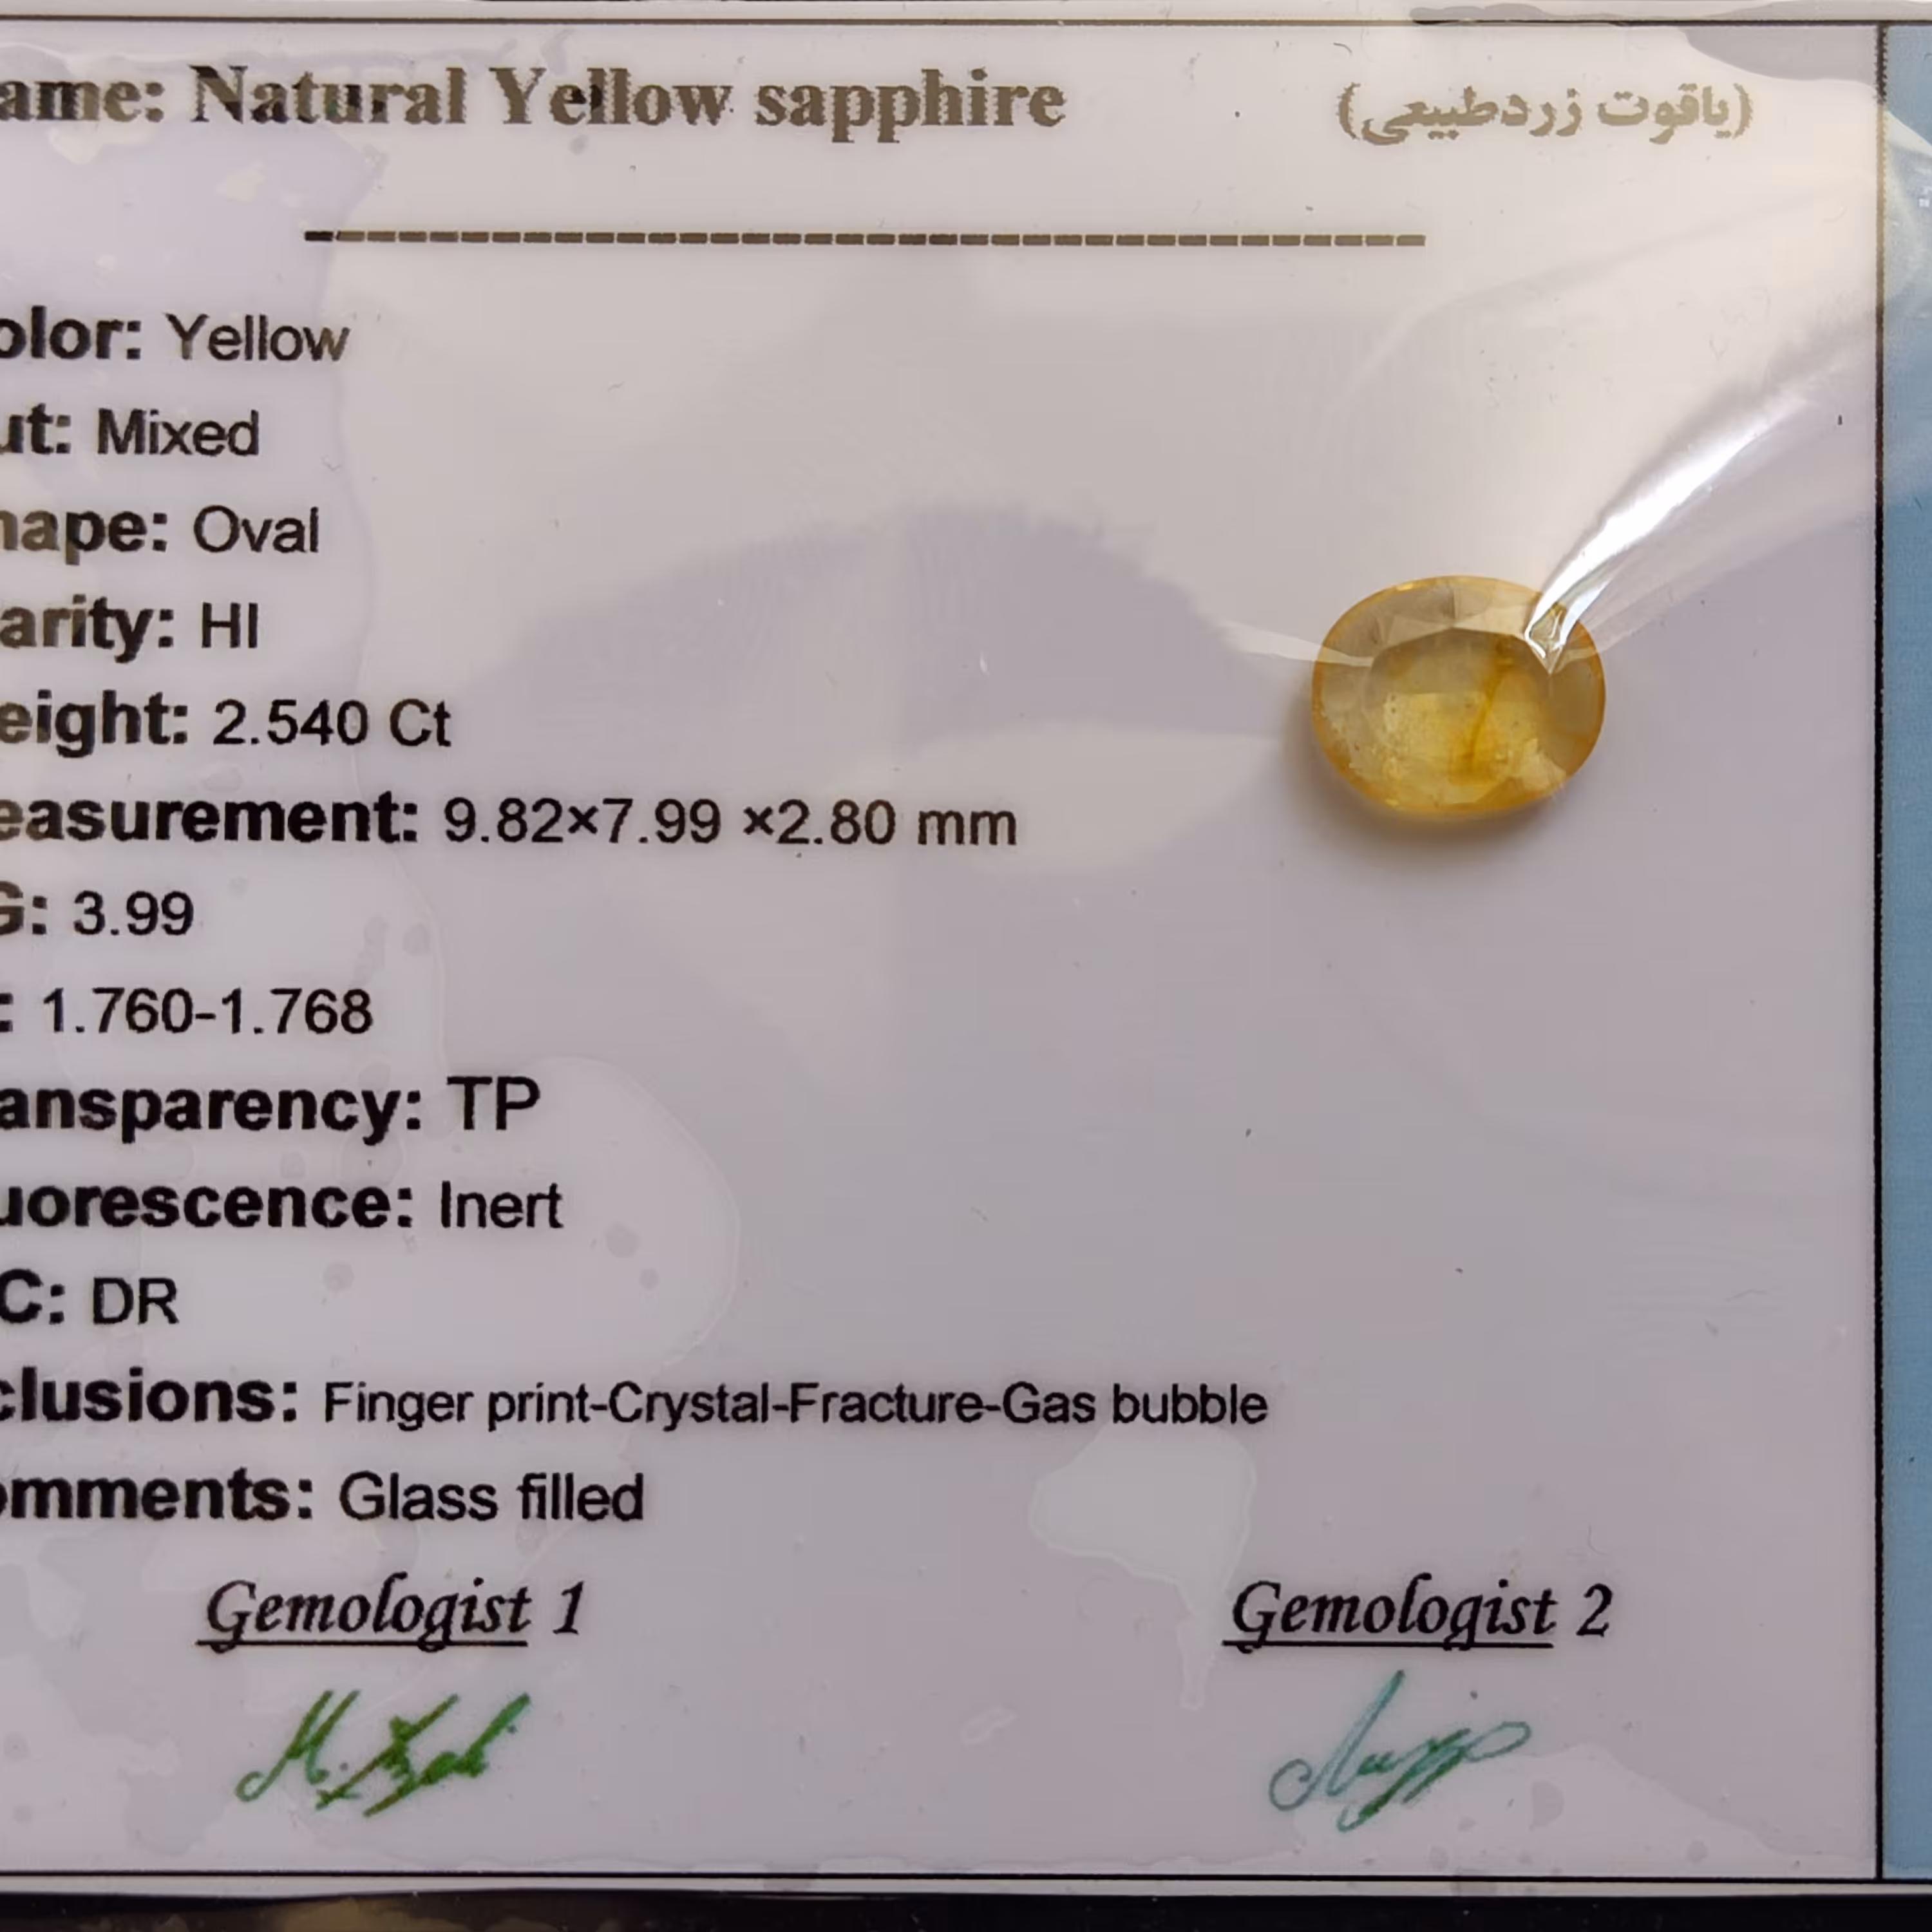 ame: Natural Yellow sapphire (یاقوت زردطبیعی)
--------------------------------------
olor: Yellow
ut: Mixed
hape: Oval
arity: HI
eight: 2.540 Ct
easurement: 9.82×7.99 ×2.80 mm
G: 3.99
: 1.760-1.768
ansparency: TP
uorescence: Inert
C: DR
clusions: Finger print-Crystal-Fracture-Gas bubble
omments: Glass filled
Gemologist 1 Gemologist 2